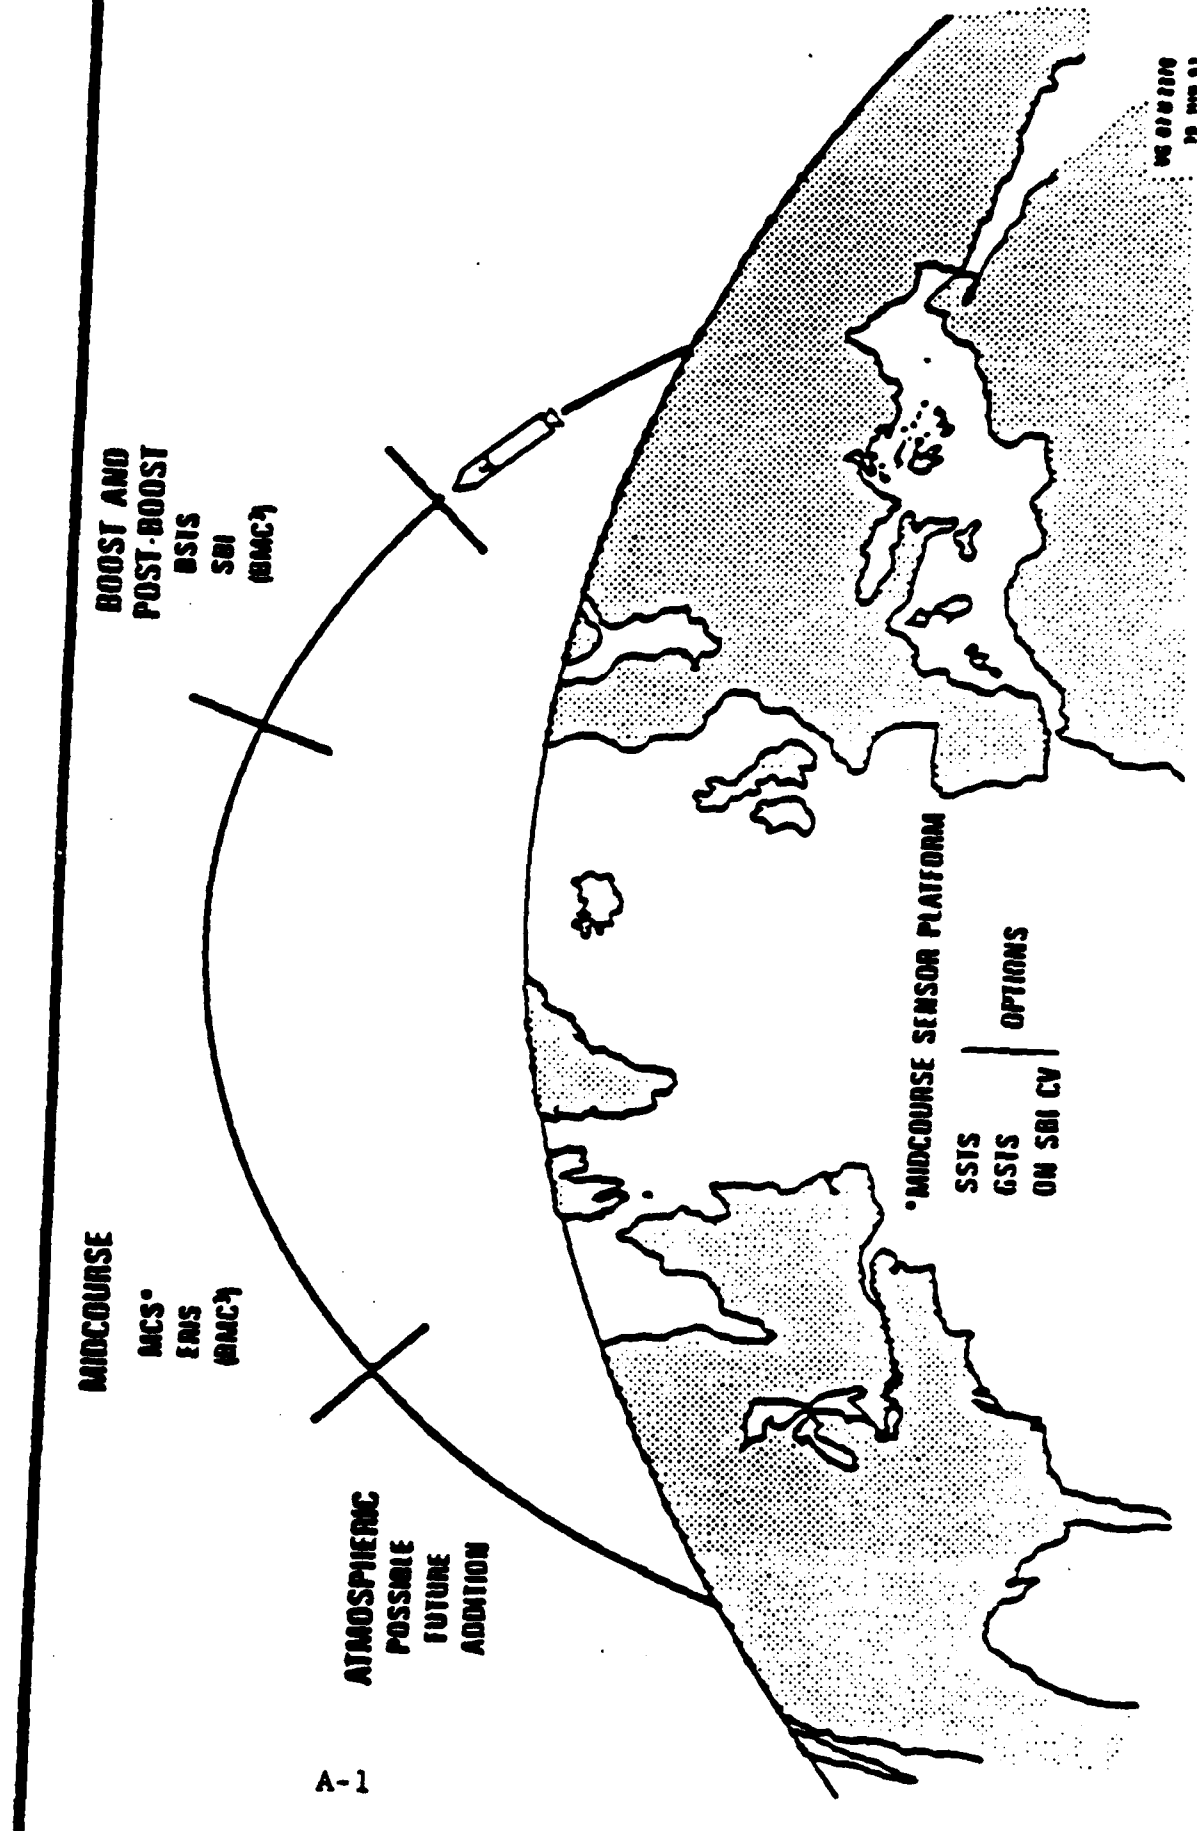 BOOST AND
POST-BOOST
BSTS
SBI
(BMC³)
MIDCOURSE
MCS*
ERIS
(BMC³)
ATMOSPHERIC
POSSIBLE
FUTURE
ADDITION
*MIDCOURSE SENSOR PLATFORM
SSTS
GSTS
ON SBI CV
OPTIONS
A-1